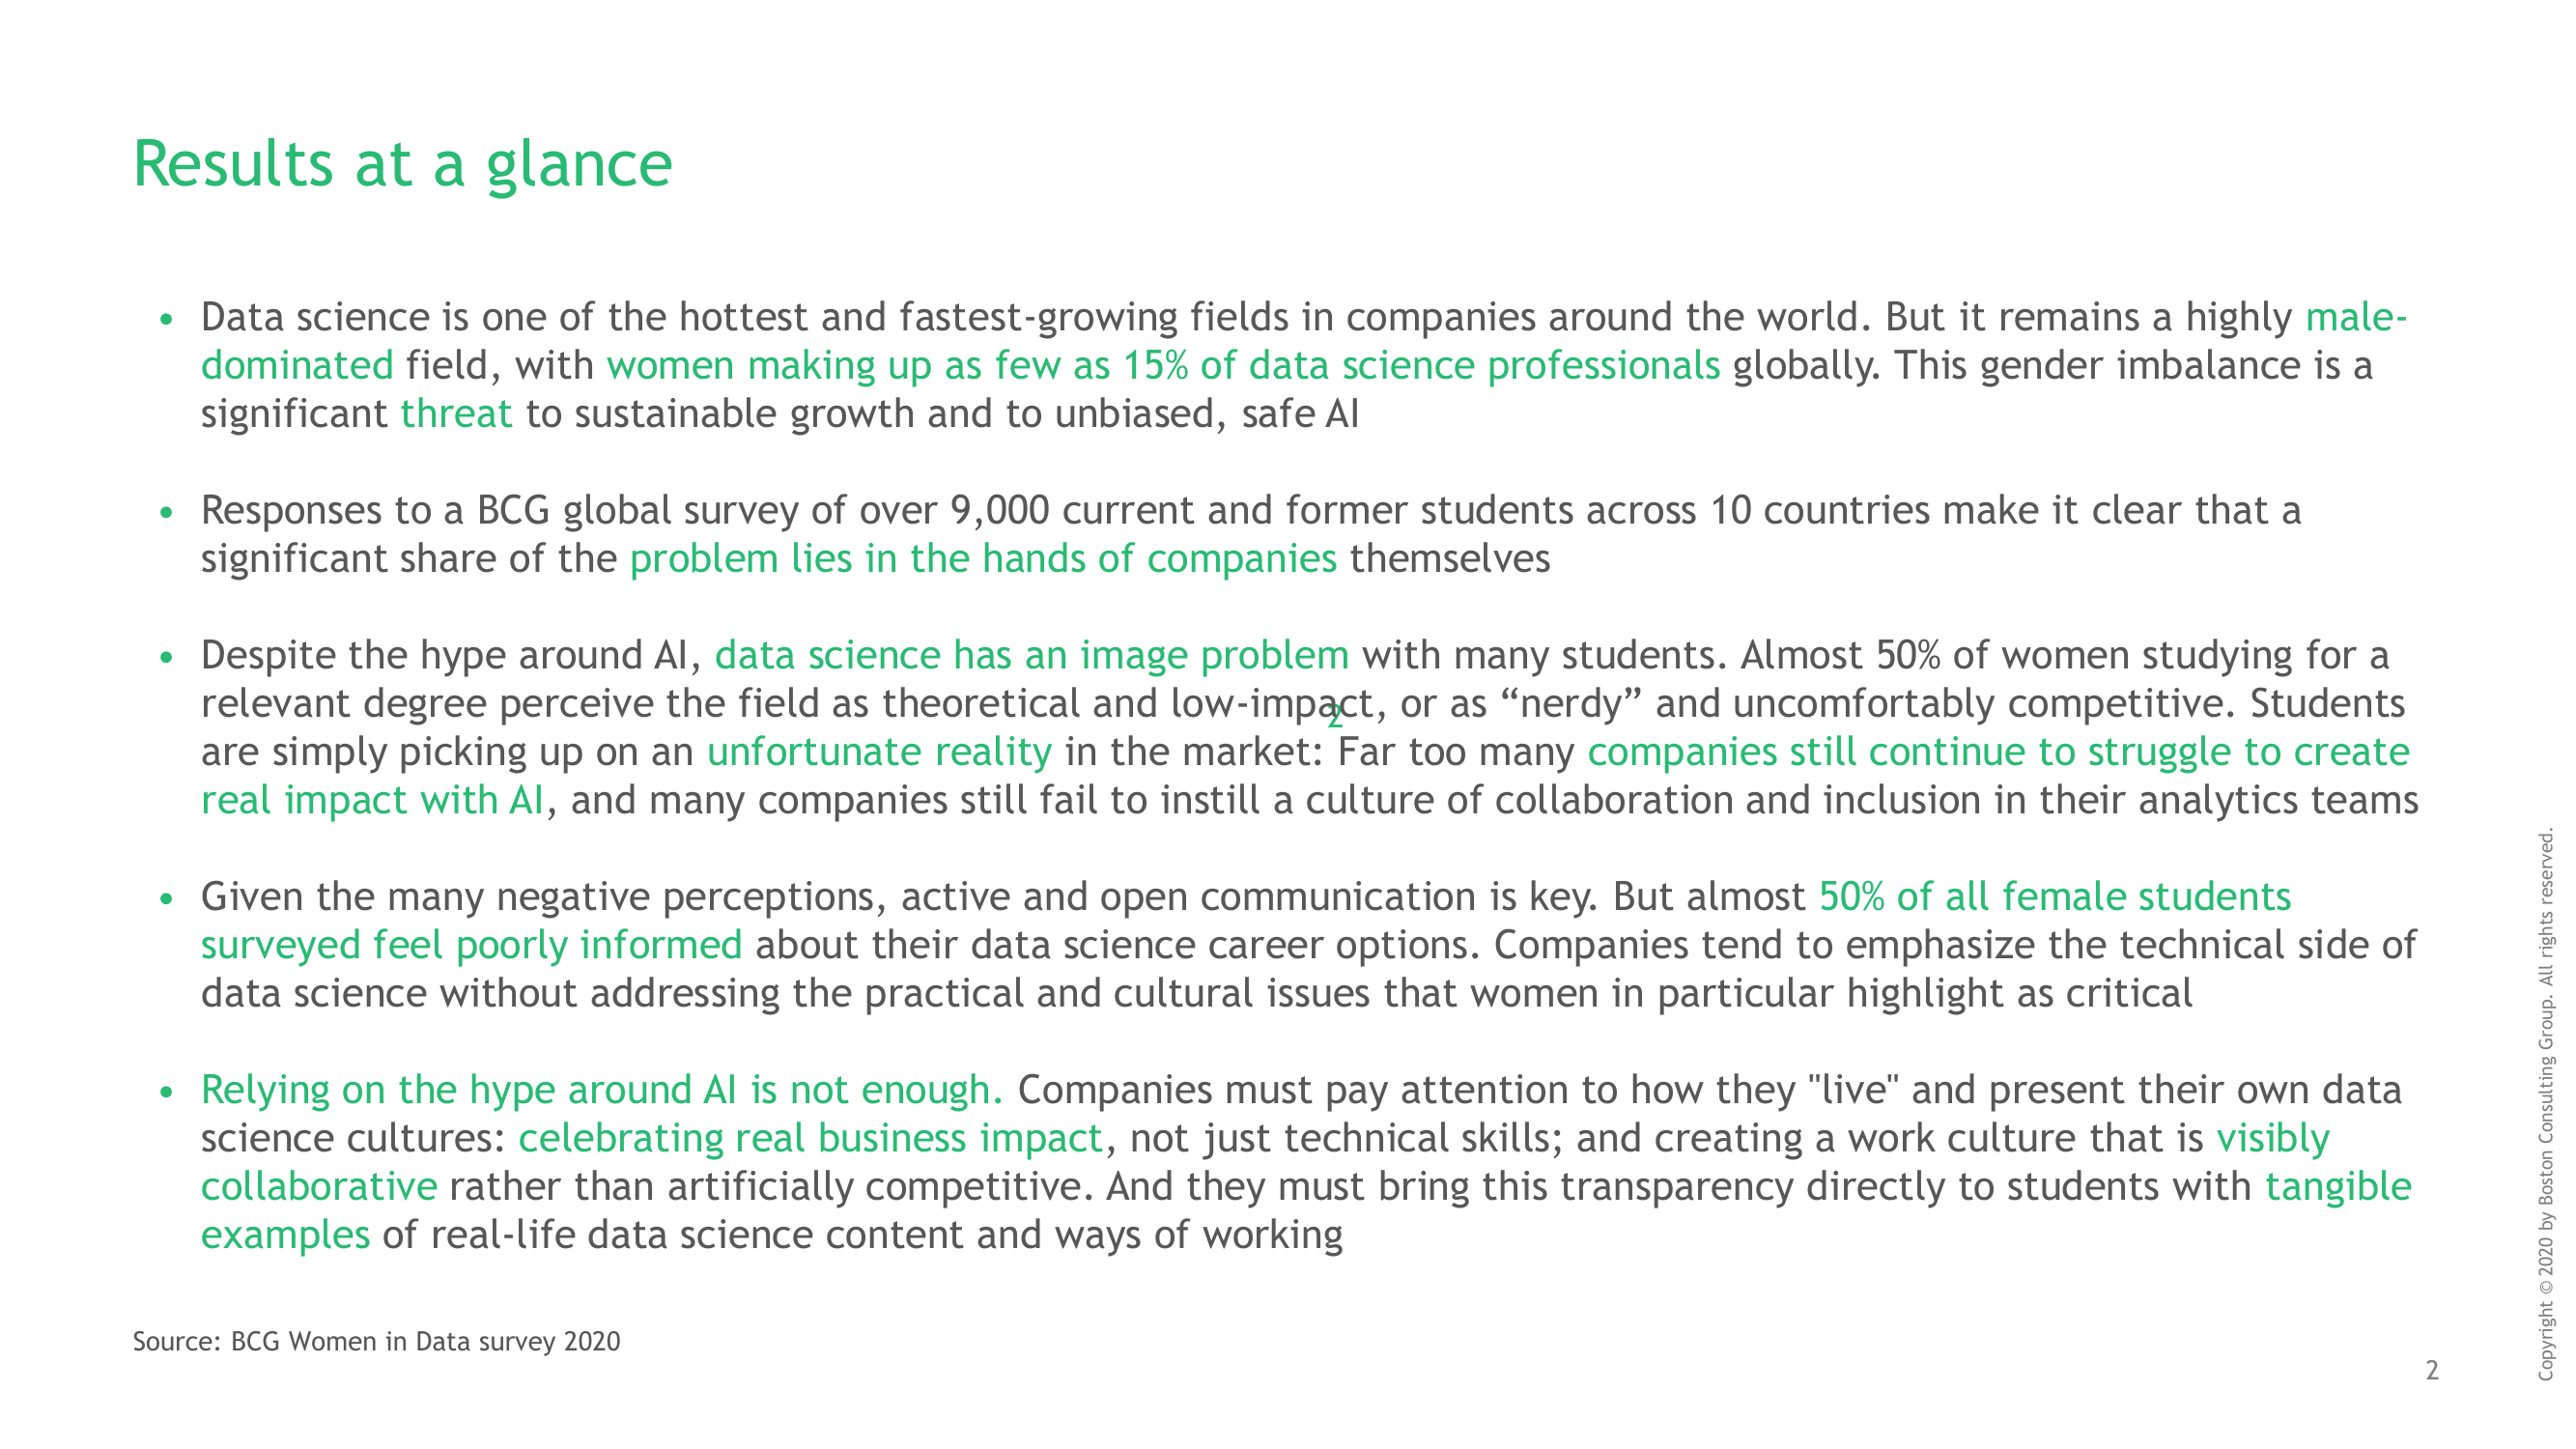 Results at a glance
• Data science is one of the hottest and fastest-growing fields in companies around the world. But it remains a highly male-
dominated field, with women making up as few as 15% of data science professionals globally. This gender imbalance is a
significant threat to sustainable growth and to unbiased, safe AI
• Responses to a BCG global survey of over 9,000 current and former students across 10 countries make it clear that a
significant share of the problem lies in the hands of companies themselves
• Despite the hype around AI, data science has an image problem with many students. Almost 50% of women studying for a
relevant degree perceive the field as theoretical and low-impact, or as “nerdy” and uncomfortably competitive. Students
2
are simply picking up on an unfortunate reality in the market: Far too many companies still continue to struggle to create
real impact with AI, and many companies still fail to instill a culture of collaboration and inclusion in their analytics teams
• Given the many negative perceptions, active and open communication is key. But almost 50% of all female students
surveyed feel poorly informed about their data science career options. Companies tend to emphasize the technical side of
data science without addressing the practical and cultural issues that women in particular highlight as critical
• Relying on the hype around AI is not enough. Companies must pay attention to how they "live" and present their own data
science cultures: celebrating real business impact, not just technical skills; and creating a work culture that is visibly
collaborative rather than artificially competitive. And they must bring this transparency directly to students with tangible
examples of real-life data science content and ways of working
Source: BCG Women in Data survey 2020
2
Copyright © 2020 by Boston Consulting Group. All rights reserved.